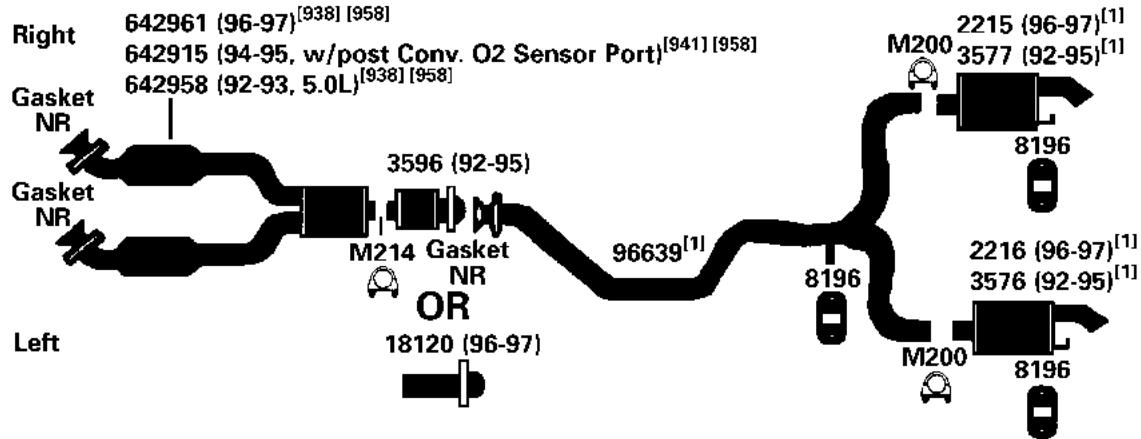 Right
642961 (96-97)[938] [958]
642915 (94-95, w/post Conv. O2 Sensor Port)[941] [958]
642958 (92-93, 5.0L)[938] [958]
Gasket
NR
Gasket
NR
3596 (92-95)
M214
Gasket
NR
OR
Left
18120 (96-97)
96639[1]
8196
M200
2215 (96-97)[1]
3577 (92-95)[1]
8196
2216 (96-97)[1]
3576 (92-95)[1]
M200
8196